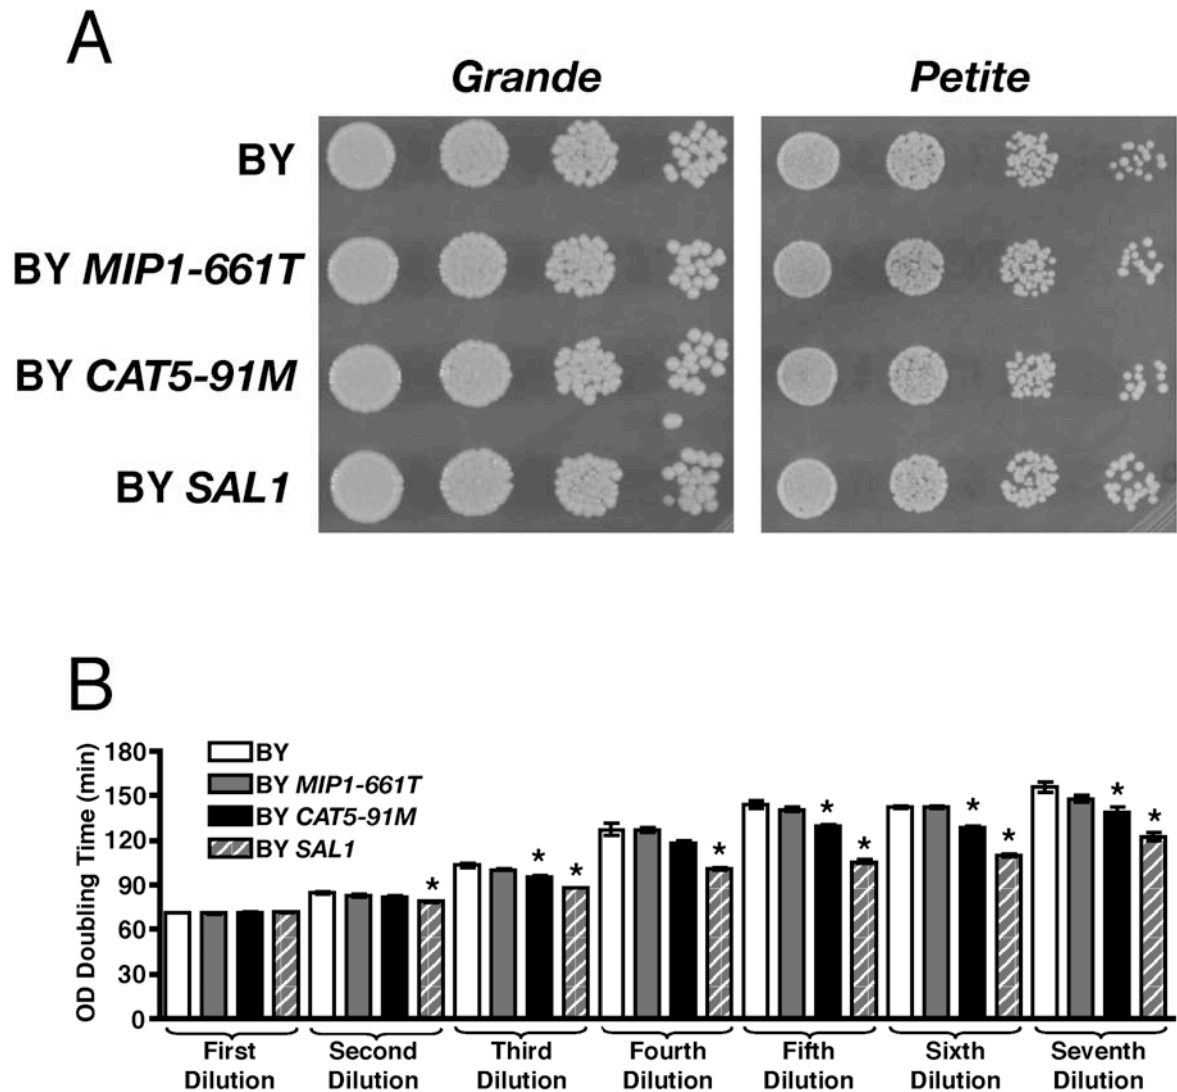 A
Grande Petite
BY
BY MIP1-661T
BY CAT5-91M
BY SAL1
B
OD Doubling Time (min)
180
150
120
90
60
30
0
BY
BY MIP1-661T
BY CAT5-91M
BY SAL1
*
* *
*
* *
* *
* *
First Second Third Fourth Fifth Sixth Seventh
Dilution Dilution Dilution Dilution Dilution Dilution Dilution